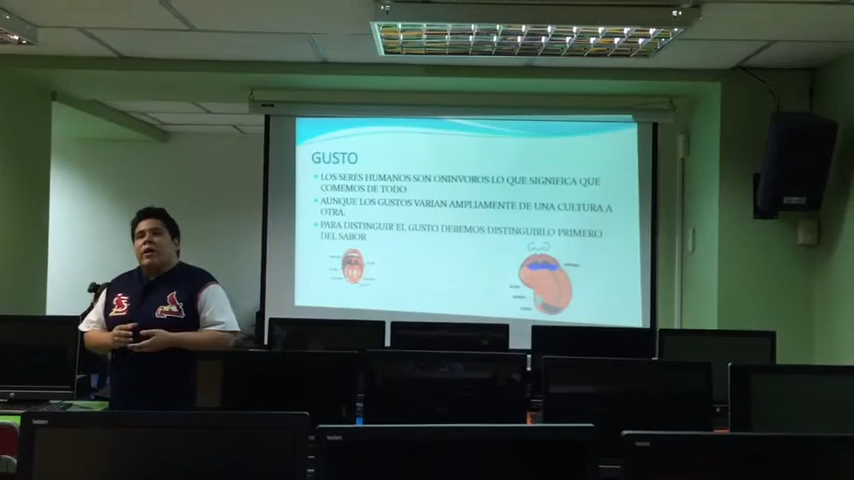 GUSTO
LOS SERES HUMANOS SON ONINVOROS LO QUE SIGNIFICA QUE
COMEMOS DE TODO
AUNQUE LOS GUSTOS VARIAN AMPLIAMENTE DE UNA CULTURA A
OTRA.
PARA DISTINGUIR EL GUSTO DEBEMOS DISTINGUIRLO PRIMERO
DEL SABOR